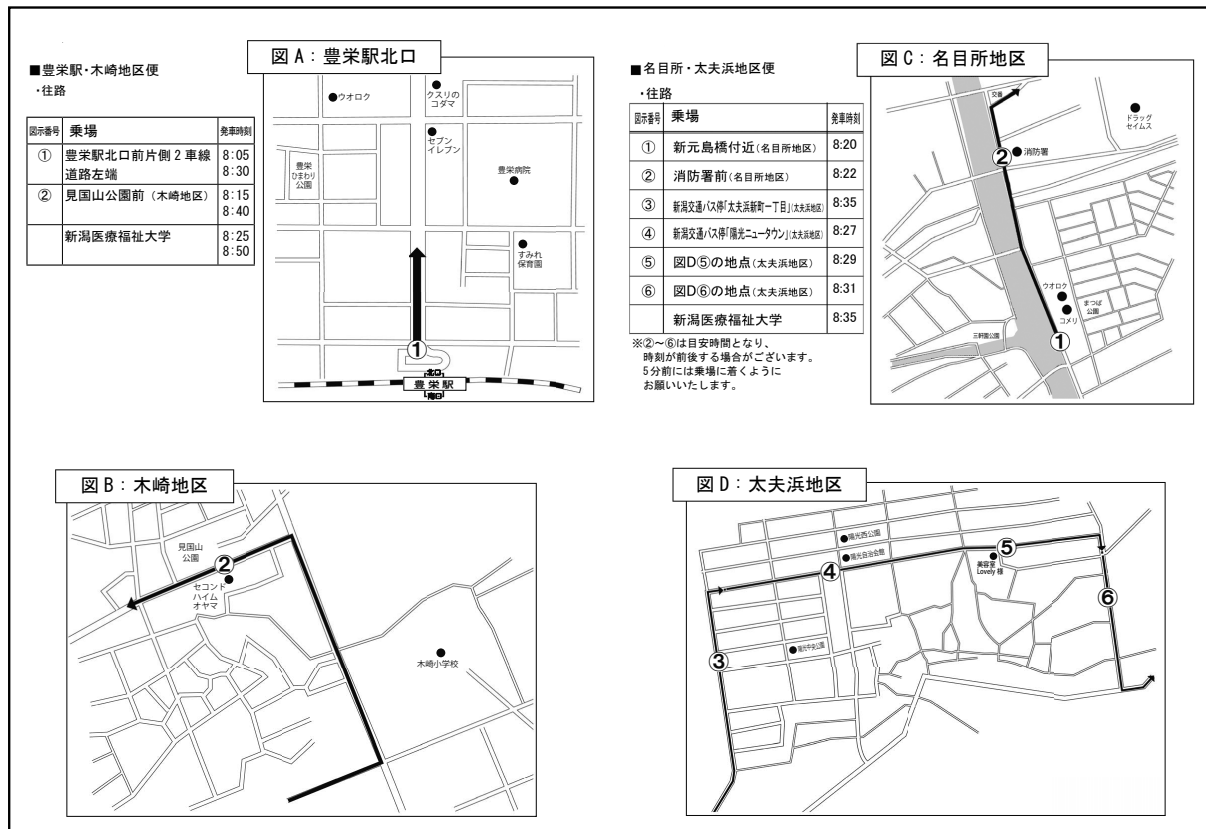 ■豊栄駅・木崎地区便
・往路
図示番号 乗場 発車時刻
① 豊栄駅北口前片側2車線 8:05
道路左端 8:30
② 見国山公園前（木崎地区） 8:15
8:40
新潟医療福祉大学 8:25
8:50
図A：豊栄駅北口
ウオロク
クスリの
コダマ
セブン
イレブン
豊栄
ひまわり
公園
豊栄病院
すみれ
保育園
①
北口
豊栄駅
南口
■名目所・太夫浜地区便
・往路
図示番号 乗場 発車時刻
① 新元島橋付近(名目所地区) 8:20
② 消防署前(名目所地区) 8:22
③ 新潟交通バス停｢太夫浜新町一丁目｣(太夫浜地区) 8:35
④ 新潟交通バス停｢陽光ニュータウン｣(太夫浜地区) 8:27
⑤ 図D⑤の地点(太夫浜地区) 8:29
⑥ 図D⑥の地点(太夫浜地区) 8:31
新潟医療福祉大学 8:35
※②～⑥は目安時間となり、
時刻が前後する場合がございます。
5分前には乗場に着くように
お願いいたします。
図C：名目所地区
交番
ドラッグ
セイムス
②
消防署
ウオロク
まつば
公園
コメリ
三軒園公園
①
図B：木崎地区
見国山
公園
②
セコンド
ハイム
オヤマ
木崎小学校
図D：太夫浜地区
陽光西公園
陽光自治会館
⑤
美容室
Lovely 様
④
⑥
陽光中央公園
③